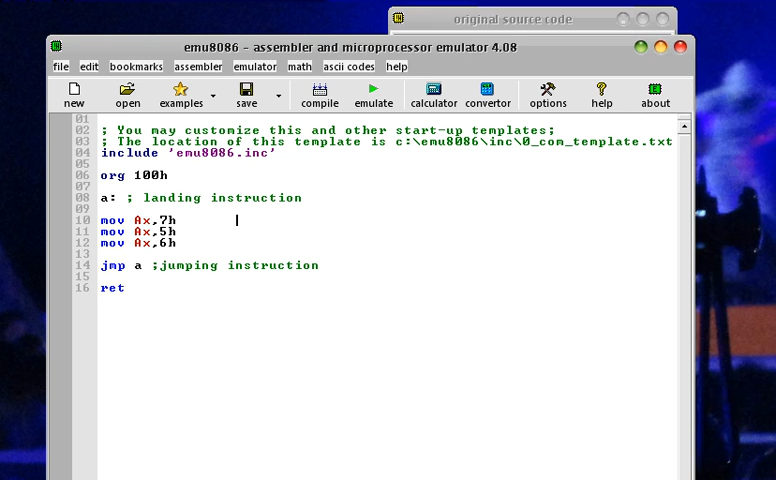 original source code
emu8086 - assembler and microprocessor emulator 4.08
file edit bookmarks assembler emulator math ascii codes help
new open examples save compile emulate calculator convertor options help about
01
02 ; You may customize this and other start-up templates;
03 ; The location of this template is c:\emu8086\inc\0_com_template.txt
04 include 'emu8086.inc'
05
06 org 100h
07
08 a: ; landing instruction
09
10 mov Ax,7h
11 mov Ax,5h
12 mov Ax,6h
13
14 jmp a ;jumping instruction
15
16 ret